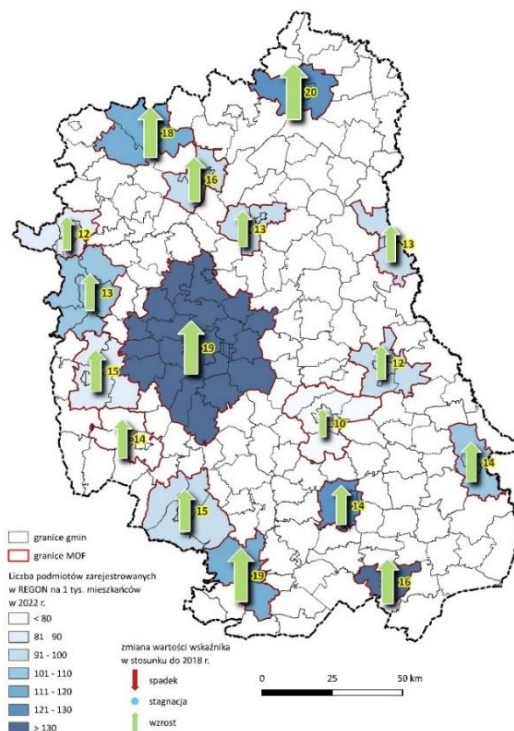 20
18
16
12
13
13
13
19
12
15
10
14
14
15
14
19
16
granice gmin
granice MOF
Liczba podmiotów zarejestrowanych
w REGON na 1 tys. mieszkańców
w 2022 r.
< 80
81 - 90
91 - 100
101 - 110
111 - 120
121 - 130
> 130
zmiana wartości wskaźnika
w stosunku do 2018 r.
spadek
stagnacja
wzrost
0 25 50 km